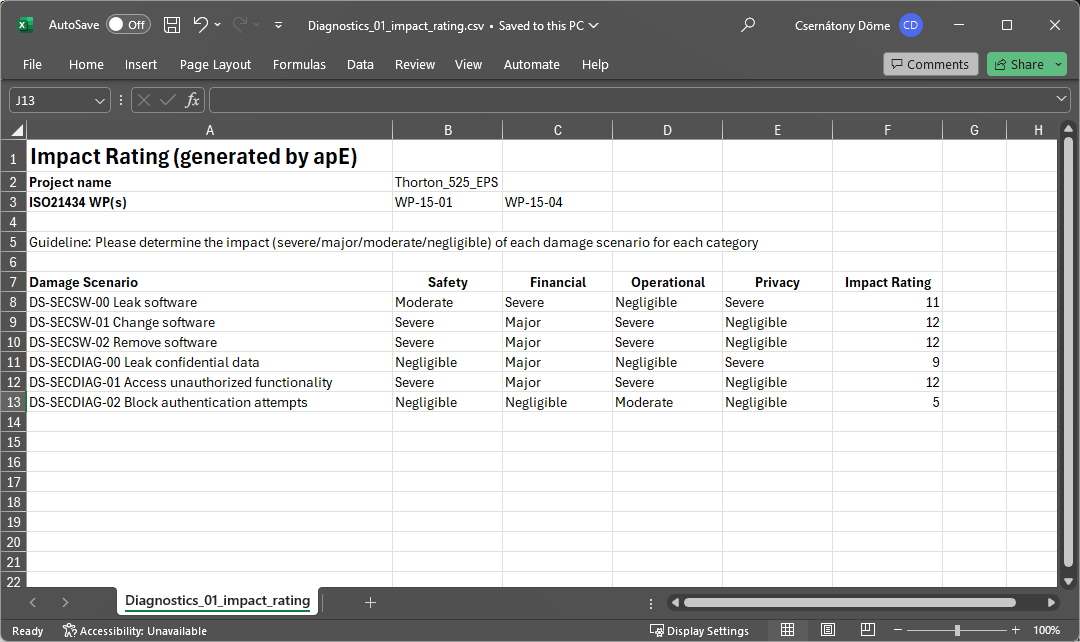 AutoSave Off Diagnostics_01_impact_rating.csv • Saved to this PC Csernátony Döme CD
File Home Insert Page Layout Formulas Data Review View Automate Help Comments Share
J13 fx
A B C D E F G H
1 Impact Rating (generated by apE)
2 Project name Thorton_525_EPS
3 ISO21434 WP(s) WP-15-01 WP-15-04
4
5 Guideline: Please determine the impact (severe/major/moderate/negligible) of each damage scenario for each category
6
7 Damage Scenario Safety Financial Operational Privacy Impact Rating
8 DS-SECSW-00 Leak software Moderate Severe Negligible Severe 11
9 DS-SECSW-01 Change software Severe Major Severe Negligible 12
10 DS-SECSW-02 Remove software Severe Major Severe Negligible 12
11 DS-SECDIAG-00 Leak confidential data Negligible Major Negligible Severe 9
12 DS-SECDIAG-01 Access unauthorized functionality Severe Major Severe Negligible 12
13 DS-SECDIAG-02 Block authentication attempts Negligible Negligible Moderate Negligible 5
14
15
16
17
18
19
20
21
22
Diagnostics_01_impact_rating
Ready Accessibility: Unavailable Display Settings 100%